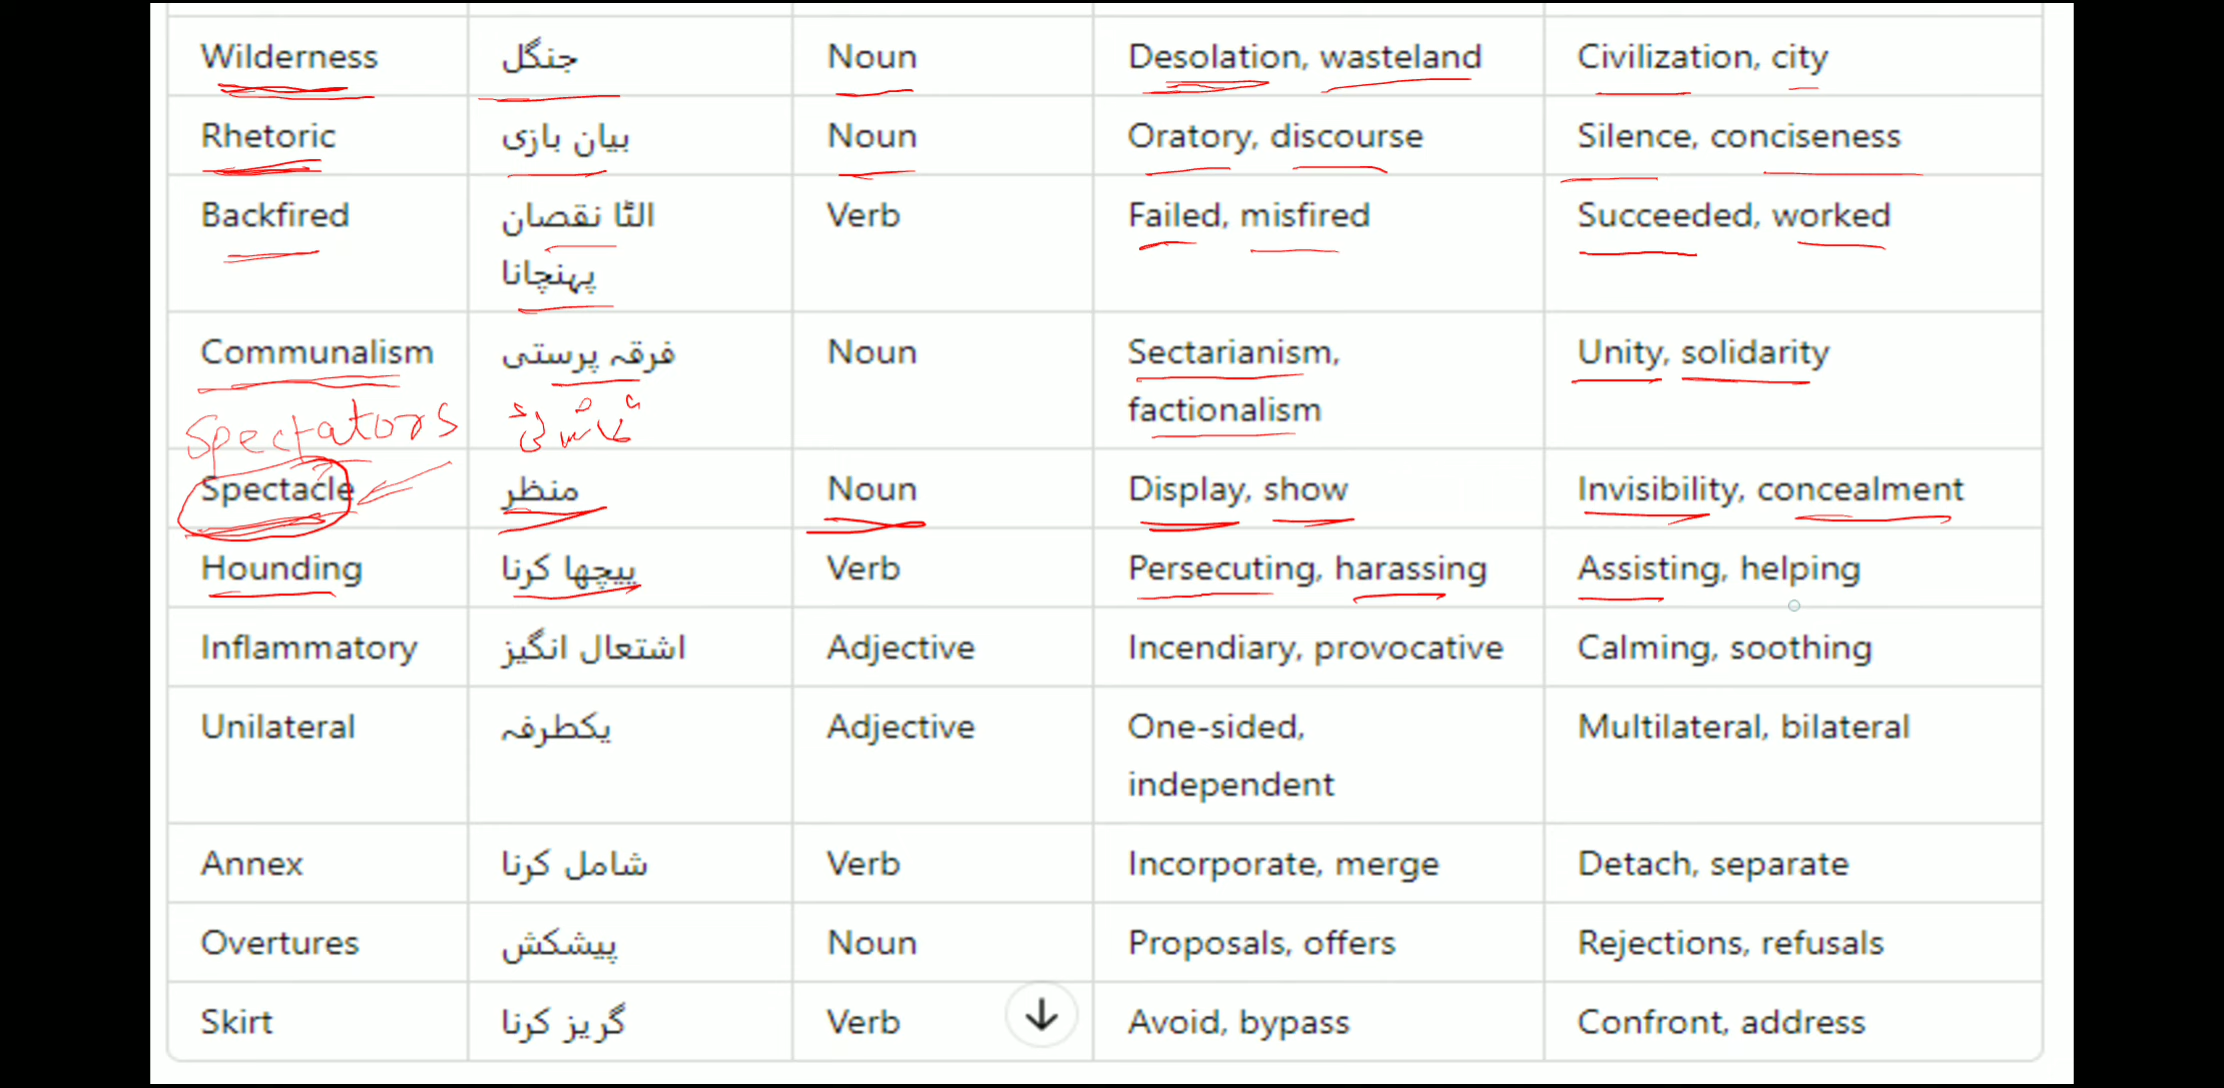 Wilderness جنگل Noun Desolation, wasteland Civilization, city
Rhetoric بیان بازی Noun Oratory, discourse Silence, conciseness
Backfired الٹا نقصان Verb Failed, misfired Succeeded, worked
پہنچانا
Communalism فرقہ پرستی Noun Sectarianism, Unity, solidarity
factionalism
Spectators
Spectacle منظر Noun Display, show Invisibility, concealment
Hounding پیچھا کرنا Verb Persecuting, harassing Assisting, helping
Inflammatory اشتعال انگیز Adjective Incendiary, provocative Calming, soothing
Unilateral یکطرفہ Adjective One-sided, Multilateral, bilateral
independent
Annex شامل کرنا Verb Incorporate, merge Detach, separate
Overtures پیشکش Noun Proposals, offers Rejections, refusals
Skirt گریز کرنا Verb Avoid, bypass Confront, address